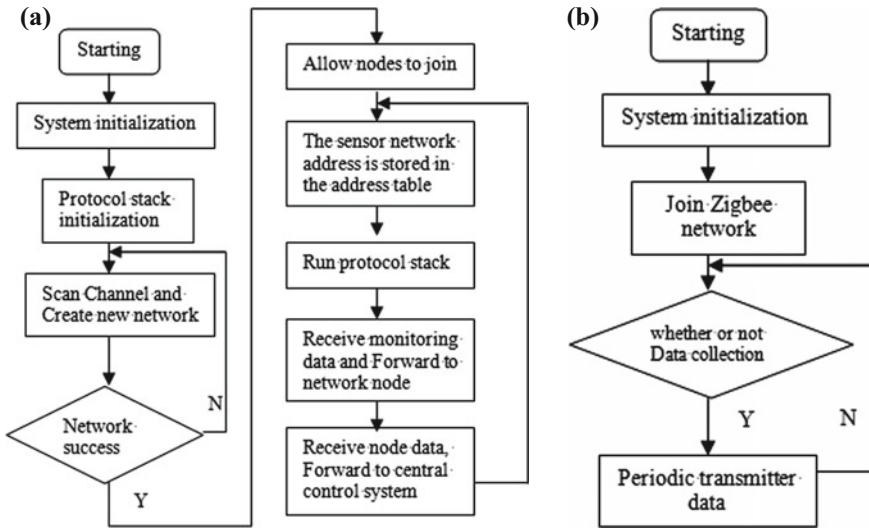 (a)
Starting
System initialization
Protocol stack
initialization
Scan Channel and
Create new network
Network
success
N
Y
Allow nodes to join
The sensor network
address is stored in
the address table
Run protocol stack
Receive monitoring
data and Forward to
network node
Receive node data,
Forward to central
control system
(b)
Starting
System initialization
Join Zigbee
network
whether or not
Data collection
Y
N
Periodic transmitter
data